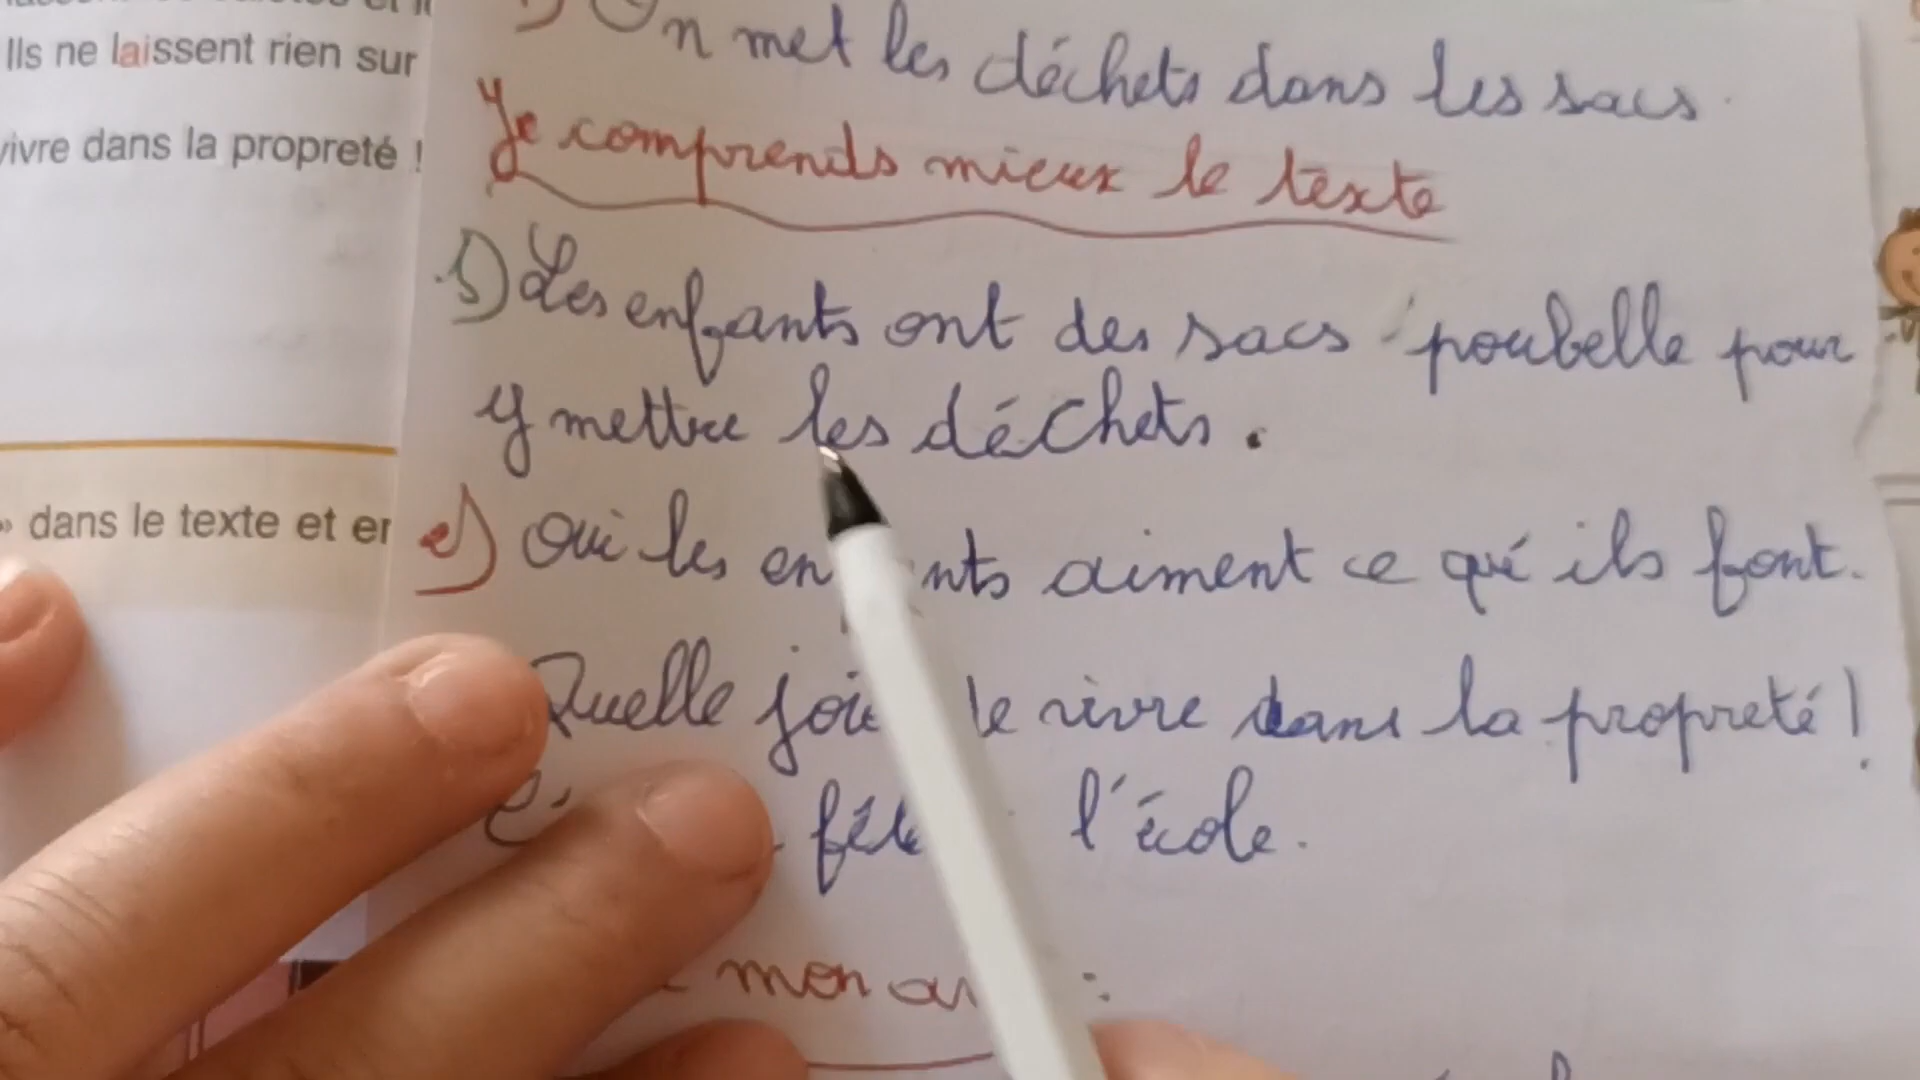 Ils ne laissent rien sur
vivre dans la propreté !
» dans le texte et en
On met les déchets dans les sacs.
Je comprends mieux le texte
1) Les enfants ont des sacs poubelle pour
y mettre les déchets.
2) Oui les enfants aiment ce qu'ils font.
Quelle joie de vivre dans la propreté !
l'école.
mon